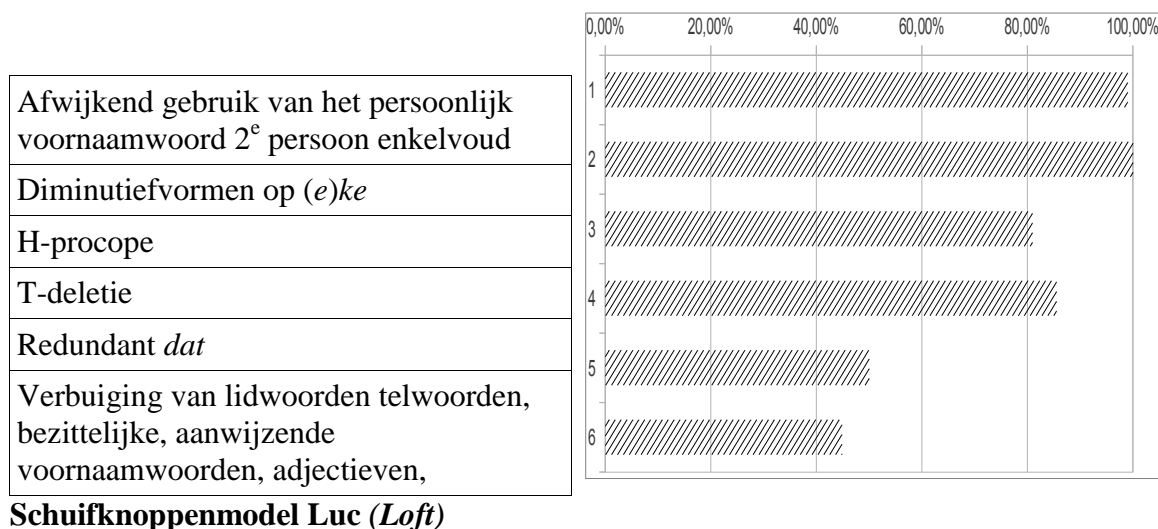 0,00% 20,00% 40,00% 60,00% 80,00% 100,00%
Afwijkend gebruik van het persoonlijk
voornaamwoord 2e persoon enkelvoud
Diminutiefvormen op (e)ke
H-procope
T-deletie
Redundant dat
Verbuiging van lidwoorden telwoorden,
bezittelijke, aanwijzende
voornaamwoorden, adjectieven,
1
2
3
4
5
6
Schuifknoppenmodel Luc (Loft)